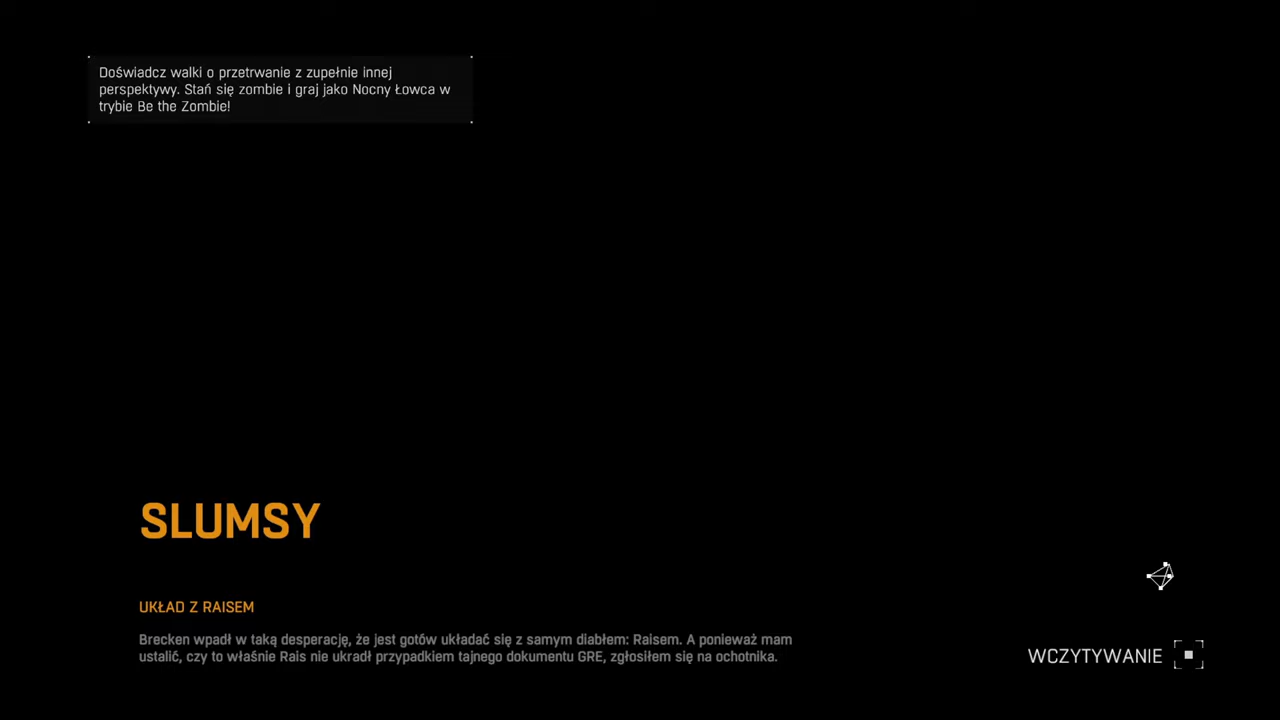 Doświadcz walki o przetrwanie z zupełnie innej
perspektywy. Stań się zombie i graj jako Nocny Łowca w
trybie Be the Zombie!
SLUMSY
UKŁAD Z RAISEM
Brecken wpadł w taką desperację, że jest gotów układać się z samym diabłem: Raisem. A ponieważ mam
ustalić, czy to właśnie Rais nie ukradł przypadkiem tajnego dokumentu GRE, zgłosiłem się na ochotnika.
WCZYTYWANIE